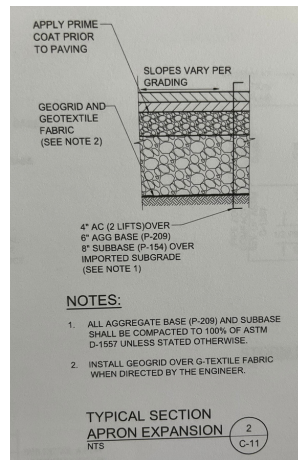 APPLY PRIME
COAT PRIOR
TO PAVING
SLOPES VARY PER
GRADING
GEOGRID AND
GEOTEXTILE
FABRIC
(SEE NOTE 2)
4" AC (2 LIFTS)OVER
6" AGG BASE (P-209)
8" SUBBASE (P-154) OVER
IMPORTED SUBGRADE
(SEE NOTE 1)
NOTES:
1. ALL AGGREGATE BASE (P-209) AND SUBBASE
SHALL BE COMPACTED TO 100% OF ASTM
D-1557 UNLESS STATED OTHERWISE.
2. INSTALL GEOGRID OVER G-TEXTILE FABRIC
WHEN DIRECTED BY THE ENGINEER.
TYPICAL SECTION
APRON EXPANSION
NTS
2
C-11